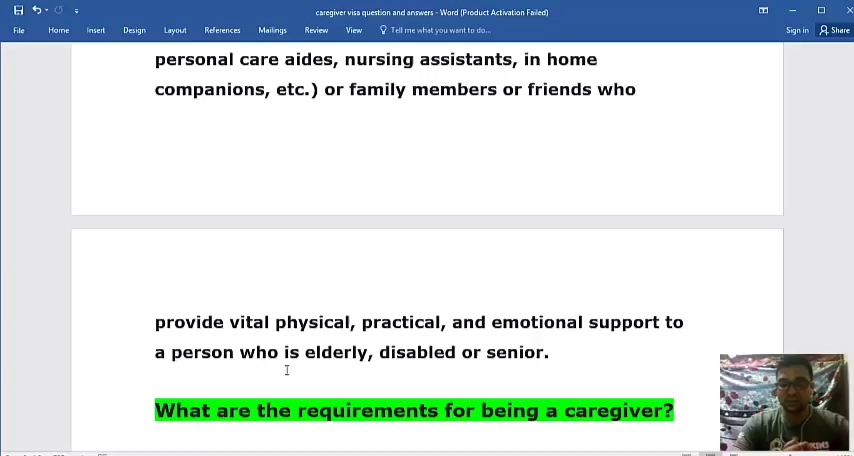 caregiver visa question and answers - Word (Product Activation Failed)
File Home Insert Design Layout References Mailings Review View Tell me what you want to do... Sign in Share
personal care aides, nursing assistants, in home
companions, etc.) or family members or friends who
provide vital physical, practical, and emotional support to
a person who is elderly, disabled or senior.
What are the requirements for being a caregiver?